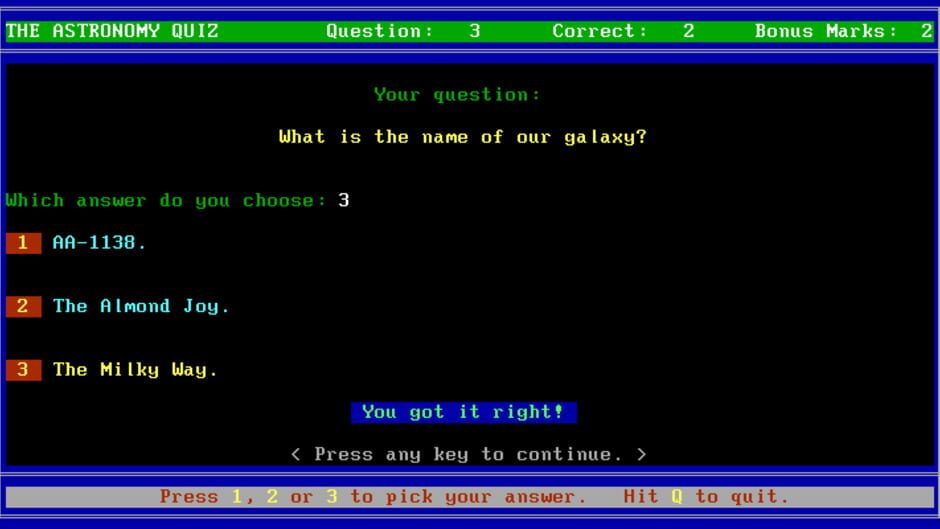 THE ASTRONOMY QUIZ Question: 3 Correct: 2 Bonus Marks: 2
Your question:
What is the name of our galaxy?
Which answer do you choose: 3
1 AA-1138.
2 The Almond Joy.
3 The Milky Way.
You got it right!
< Press any key to continue. >
Press 1, 2 or 3 to pick your answer. Hit Q to quit.